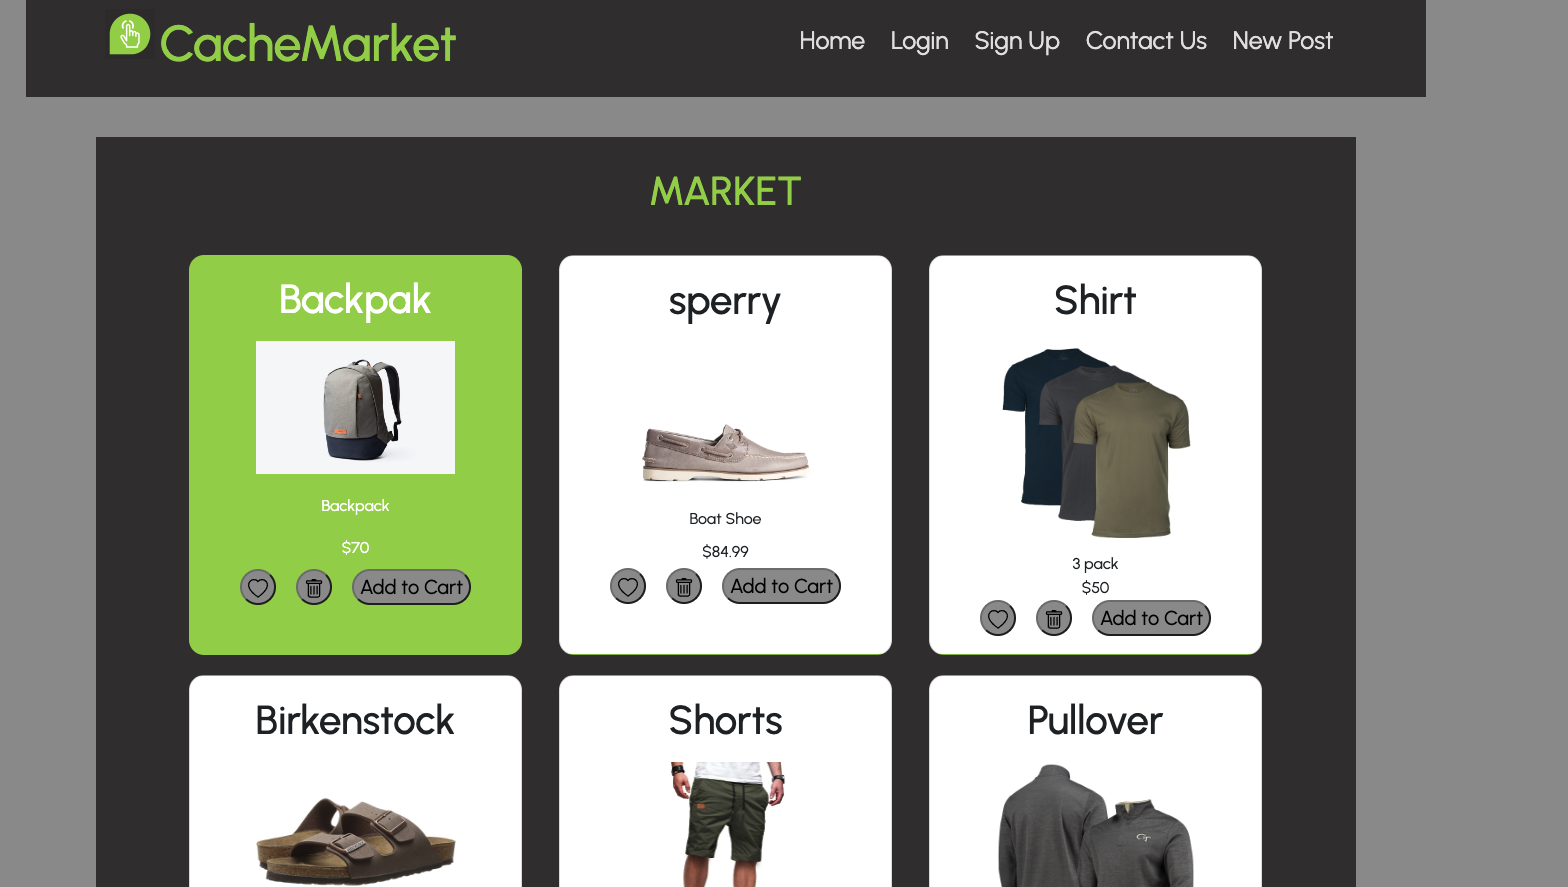 CacheMarket
Home Login Sign Up Contact Us New Post
MARKET
Backpak
Backpack
$70
Add to Cart
sperry
Boat Shoe
$84.99
Add to Cart
Shirt
3 pack
$50
Add to Cart
Birkenstock
Shorts
Pullover